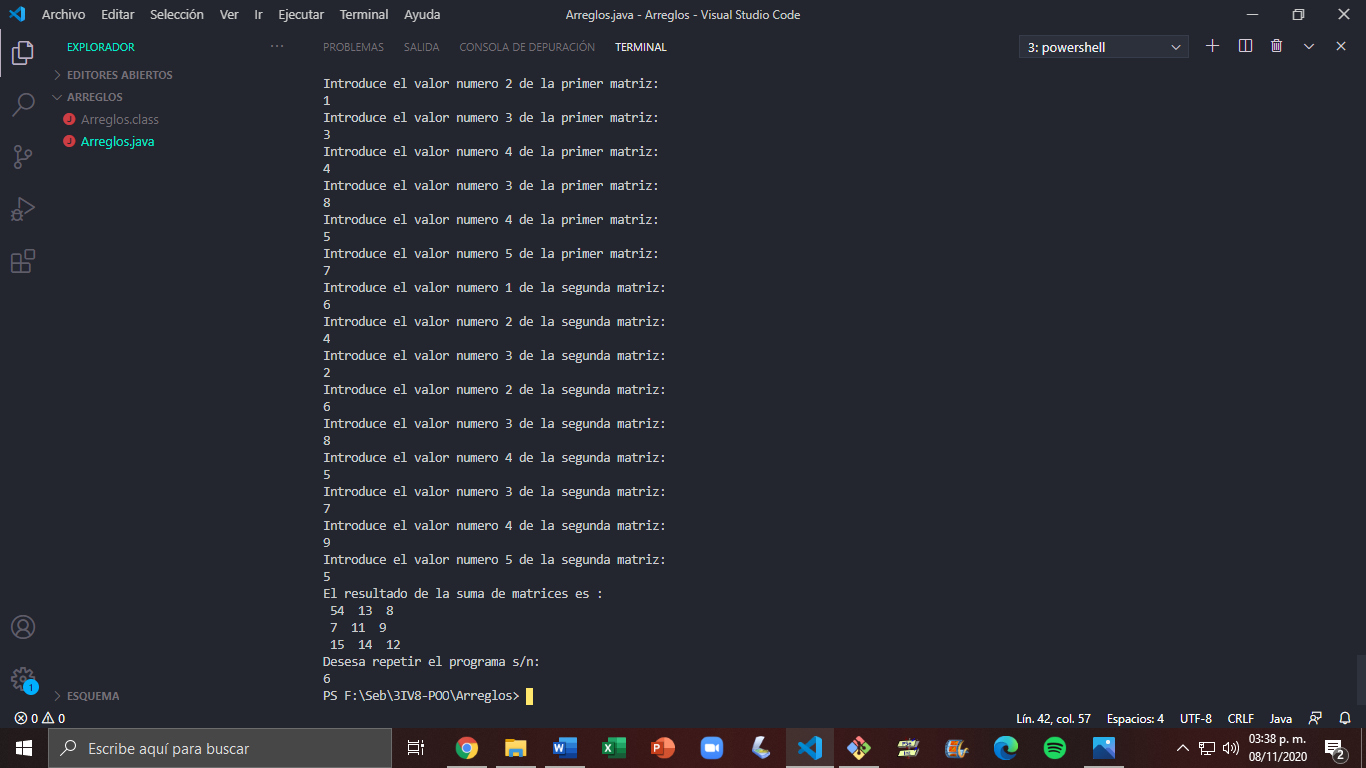 Archivo Editar Selección Ver Ir Ejecutar Terminal Ayuda
Arreglos.java - Arreglos - Visual Studio Code
EXPLORADOR
EDITORES ABIERTOS
ARREGLOS
Arreglos.class
Arreglos.java
ESQUEMA
PROBLEMAS SALIDA CONSOLA DE DEPURACIÓN TERMINAL
3: powershell
Introduce el valor numero 2 de la primer matriz:
1
Introduce el valor numero 3 de la primer matriz:
3
Introduce el valor numero 4 de la primer matriz:
4
Introduce el valor numero 3 de la primer matriz:
8
Introduce el valor numero 4 de la primer matriz:
5
Introduce el valor numero 5 de la primer matriz:
7
Introduce el valor numero 1 de la segunda matriz:
6
Introduce el valor numero 2 de la segunda matriz:
4
Introduce el valor numero 3 de la segunda matriz:
2
Introduce el valor numero 2 de la segunda matriz:
6
Introduce el valor numero 3 de la segunda matriz:
8
Introduce el valor numero 4 de la segunda matriz:
5
Introduce el valor numero 3 de la segunda matriz:
7
Introduce el valor numero 4 de la segunda matriz:
9
Introduce el valor numero 5 de la segunda matriz:
5
El resultado de la suma de matrices es :
54 13 8
7 11 9
15 14 12
Desesa repetir el programa s/n:
6
PS F:\Seb\3IV8-POO\Arreglos>
1
0 0
Lín. 42, col. 57 Espacios: 4 UTF-8 CRLF Java
Escribe aquí para buscar
03:38 p. m.
08/11/2020
2